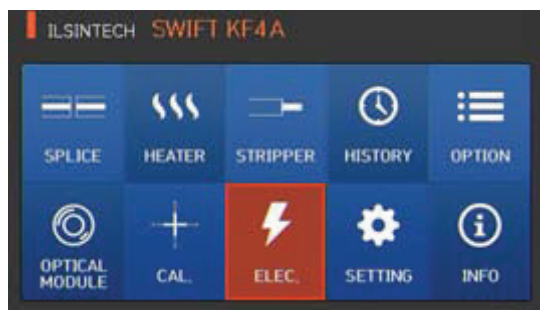 ILSINTECH SWIFT KF4A
SPLICE HEATER STRIPPER HISTORY OPTION
OPTICAL
MODULE CAL. ELEC. SETTING INFO